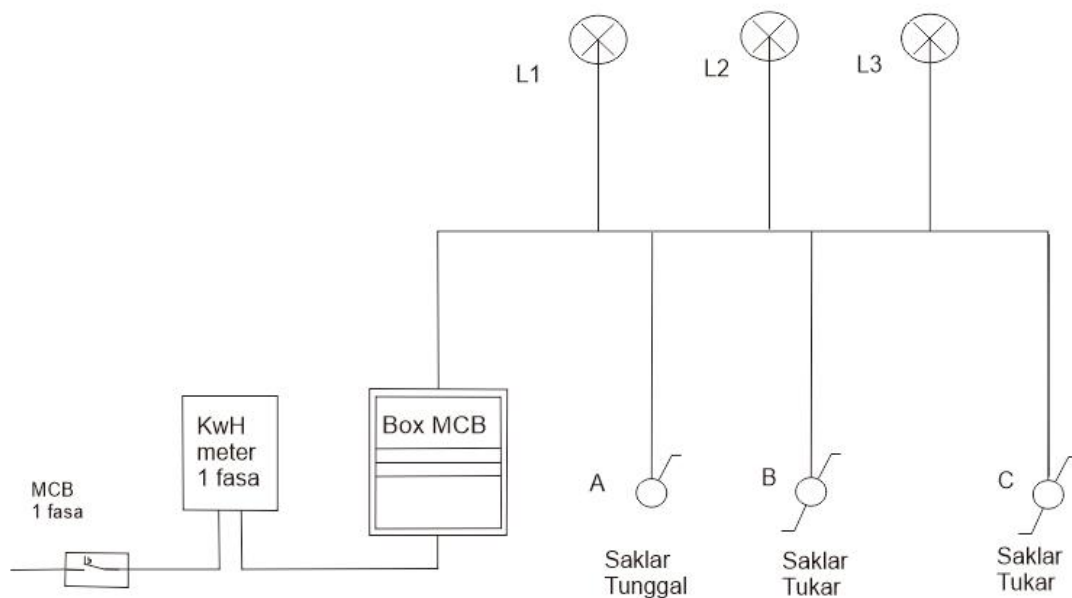 L1
L2
L3
KwH
meter
1 fasa
Box MCB
MCB
1 fasa
A
B
C
Saklar
Tunggal
Saklar
Tukar
Saklar
Tukar